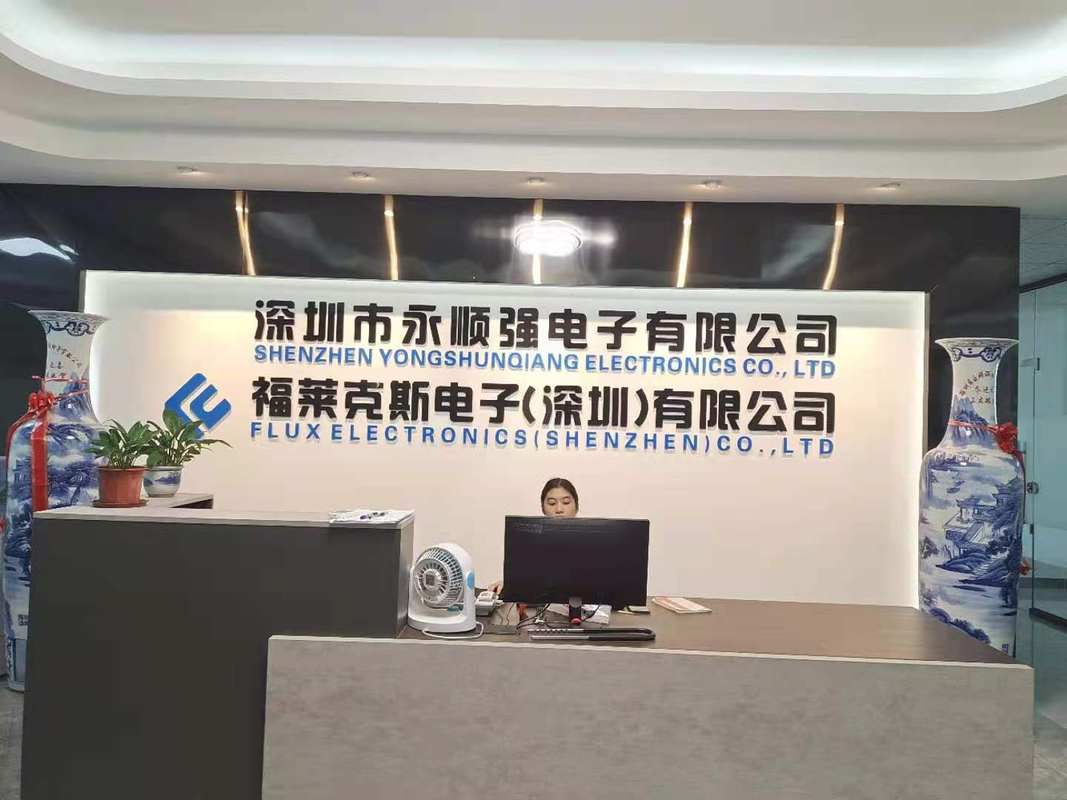 深圳市永顺强电子有限公司
SHENZHEN YONGSHUNQIANG ELECTRONICS CO., LTD
福莱克斯电子(深圳)有限公司
FLUX ELECTRONICS(SHENZHEN)CO.,LTD